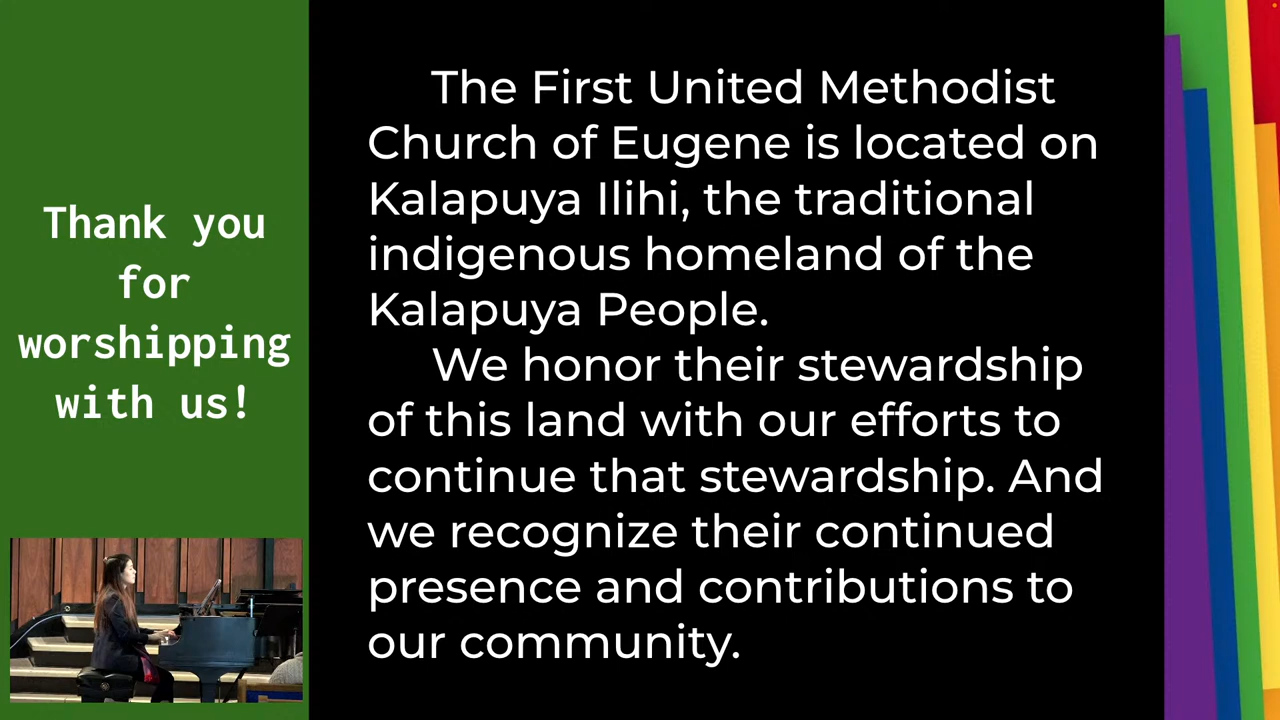 Thank you
for
worshipping
with us!
The First United Methodist
Church of Eugene is located on
Kalapuya Ilihi, the traditional
indigenous homeland of the
Kalapuya People.
We honor their stewardship
of this land with our efforts to
continue that stewardship. And
we recognize their continued
presence and contributions to
our community.